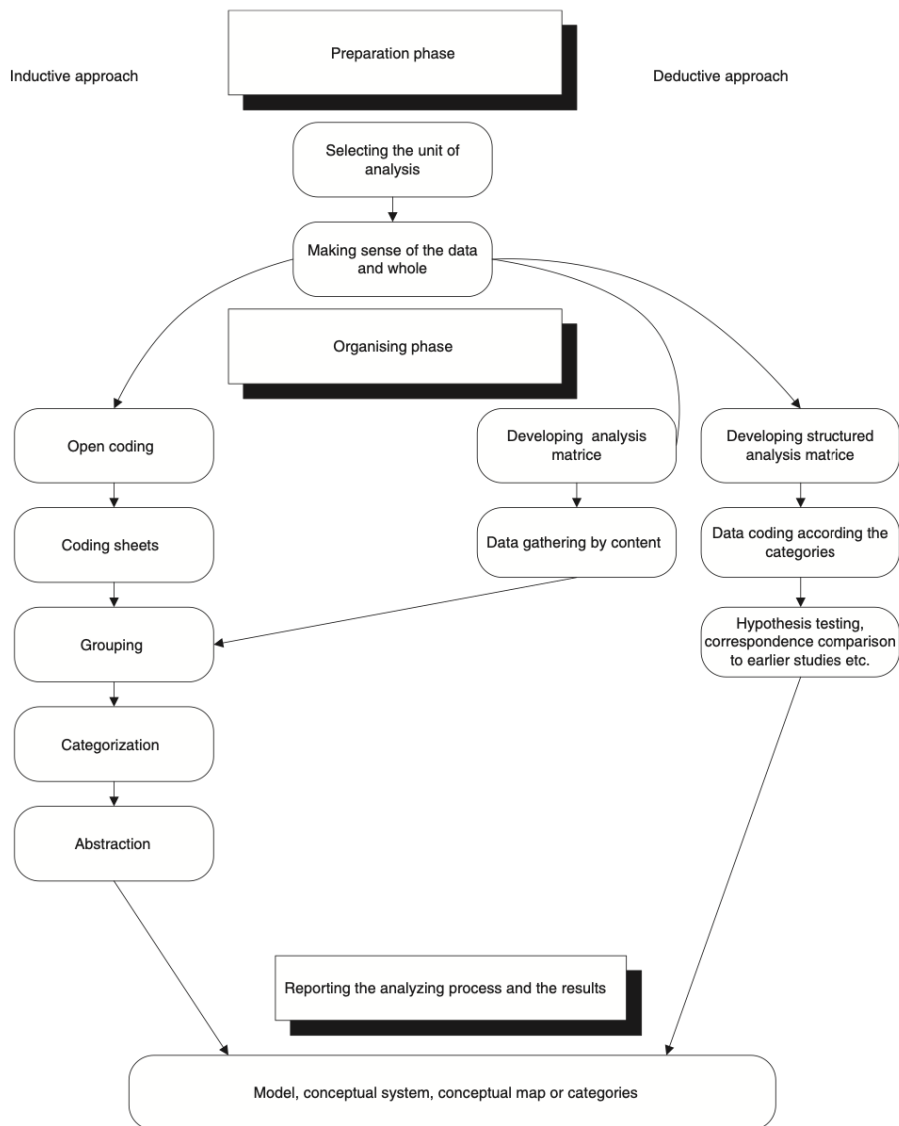 Preparation phase
Inductive approach
Deductive approach
Selecting the unit of
analysis
Making sense of the data
and whole
Organising phase
Open coding
Developing analysis
matrice
Developing structured
analysis matrice
Coding sheets
Data gathering by content
Data coding according the
categories
Grouping
Hypothesis testing,
correspondence comparison
to earlier studies etc.
Categorization
Abstraction
Reporting the analyzing process and the results
Model, conceptual system, conceptual map or categories